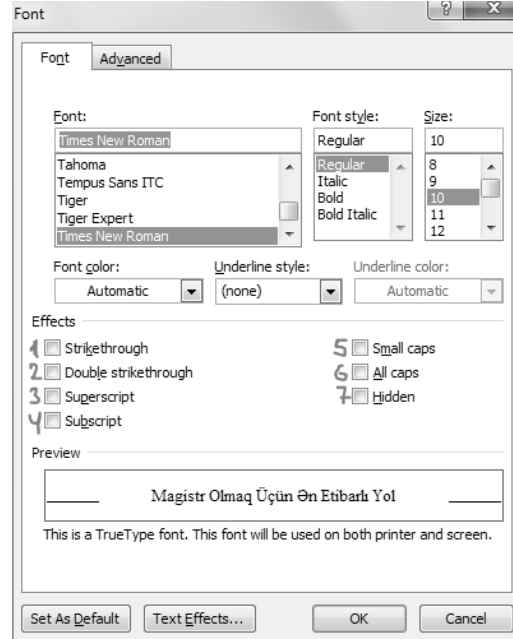 Font
? X
Font Advanced
Font: Font style: Size:
Times New Roman Regular 10
Tahoma Regular 8
Tempus Sans ITC Italic 9
Tiger Bold 10
Tiger Expert Bold Italic 11
Times New Roman 12
Font color: Underline style: Underline color:
Automatic (none) Automatic
Effects
1 Strikethrough 5 Small caps
2 Double strikethrough 6 All caps
3 Superscript 7 Hidden
4 Subscript
Preview
Magistr Olmaq Üçün Ən Etibarlı Yol
This is a TrueType font. This font will be used on both printer and screen.
Set As Default Text Effects... OK Cancel